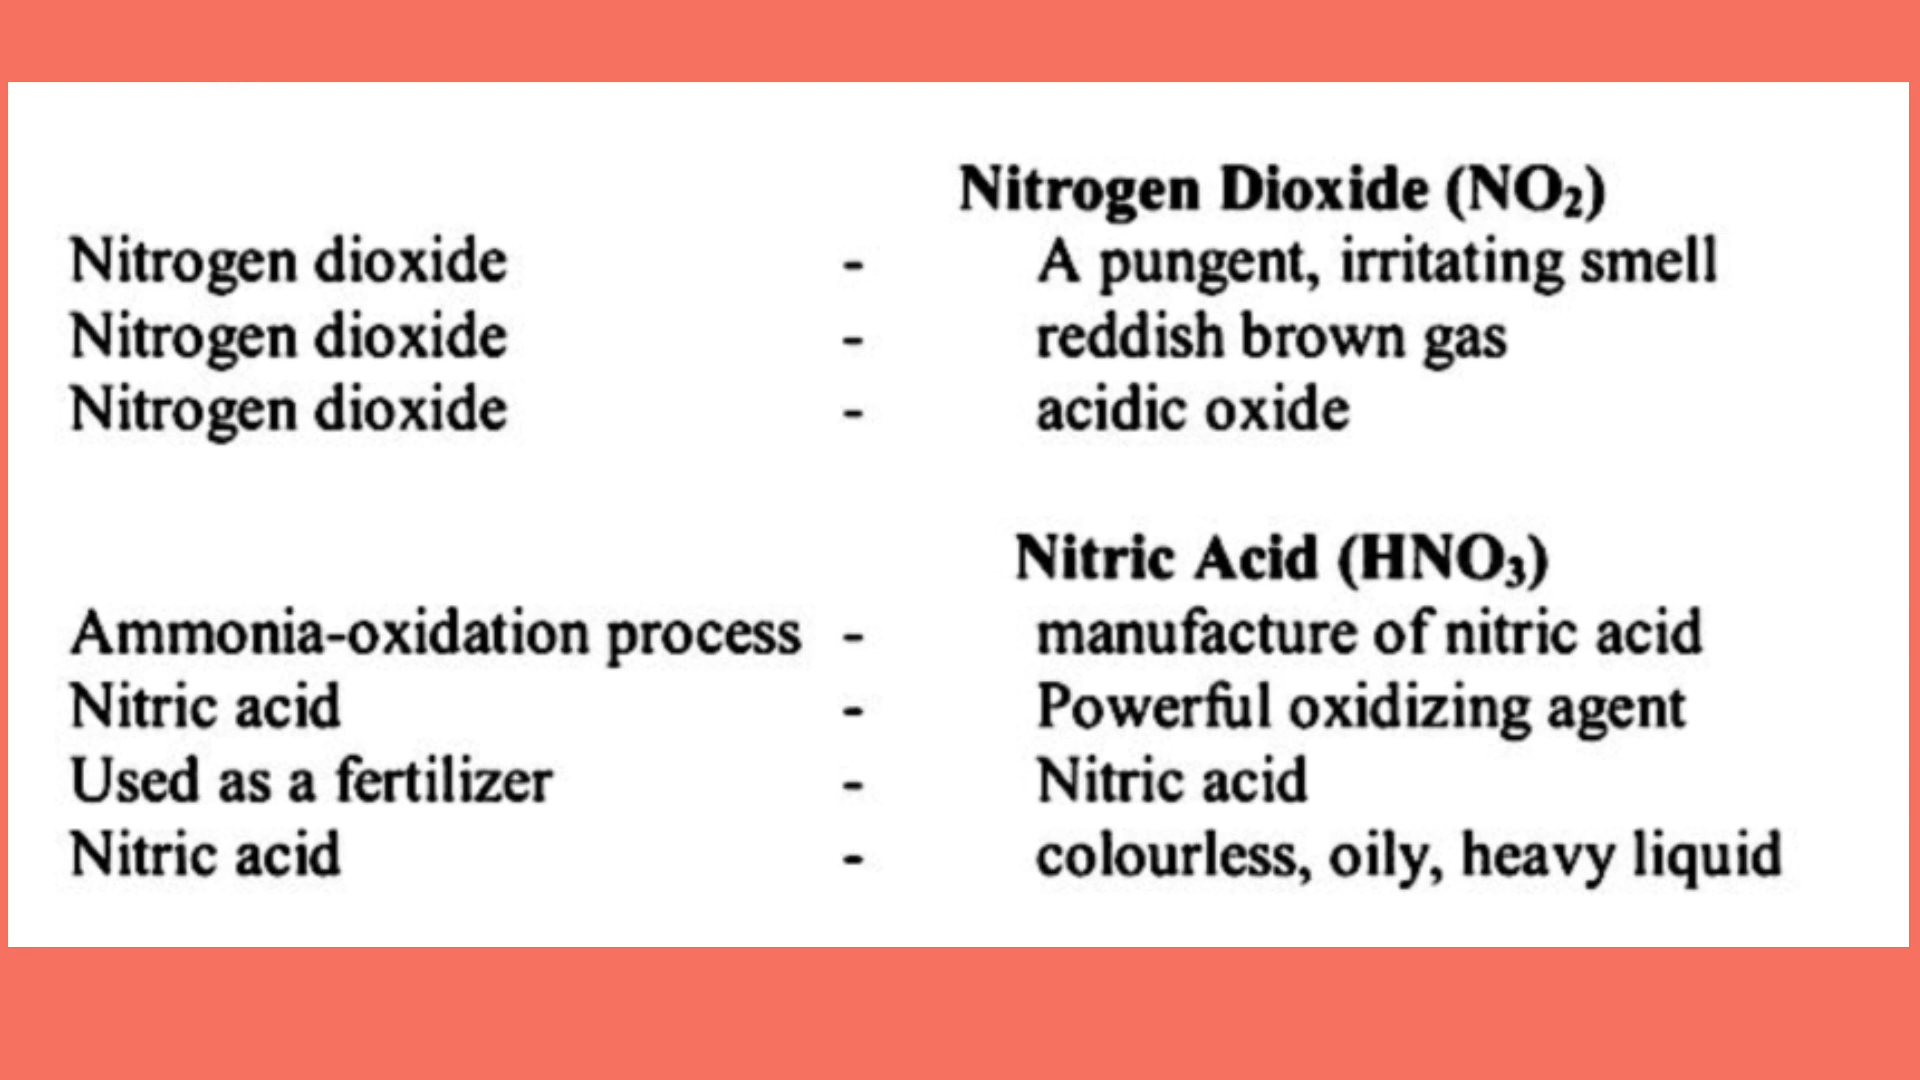 Nitrogen Dioxide (NO₂)
Nitrogen dioxide - A pungent, irritating smell
Nitrogen dioxide - reddish brown gas
Nitrogen dioxide - acidic oxide
Nitric Acid (HNO₃)
Ammonia-oxidation process - manufacture of nitric acid
Nitric acid - Powerful oxidizing agent
Used as a fertilizer - Nitric acid
Nitric acid - colourless, oily, heavy liquid